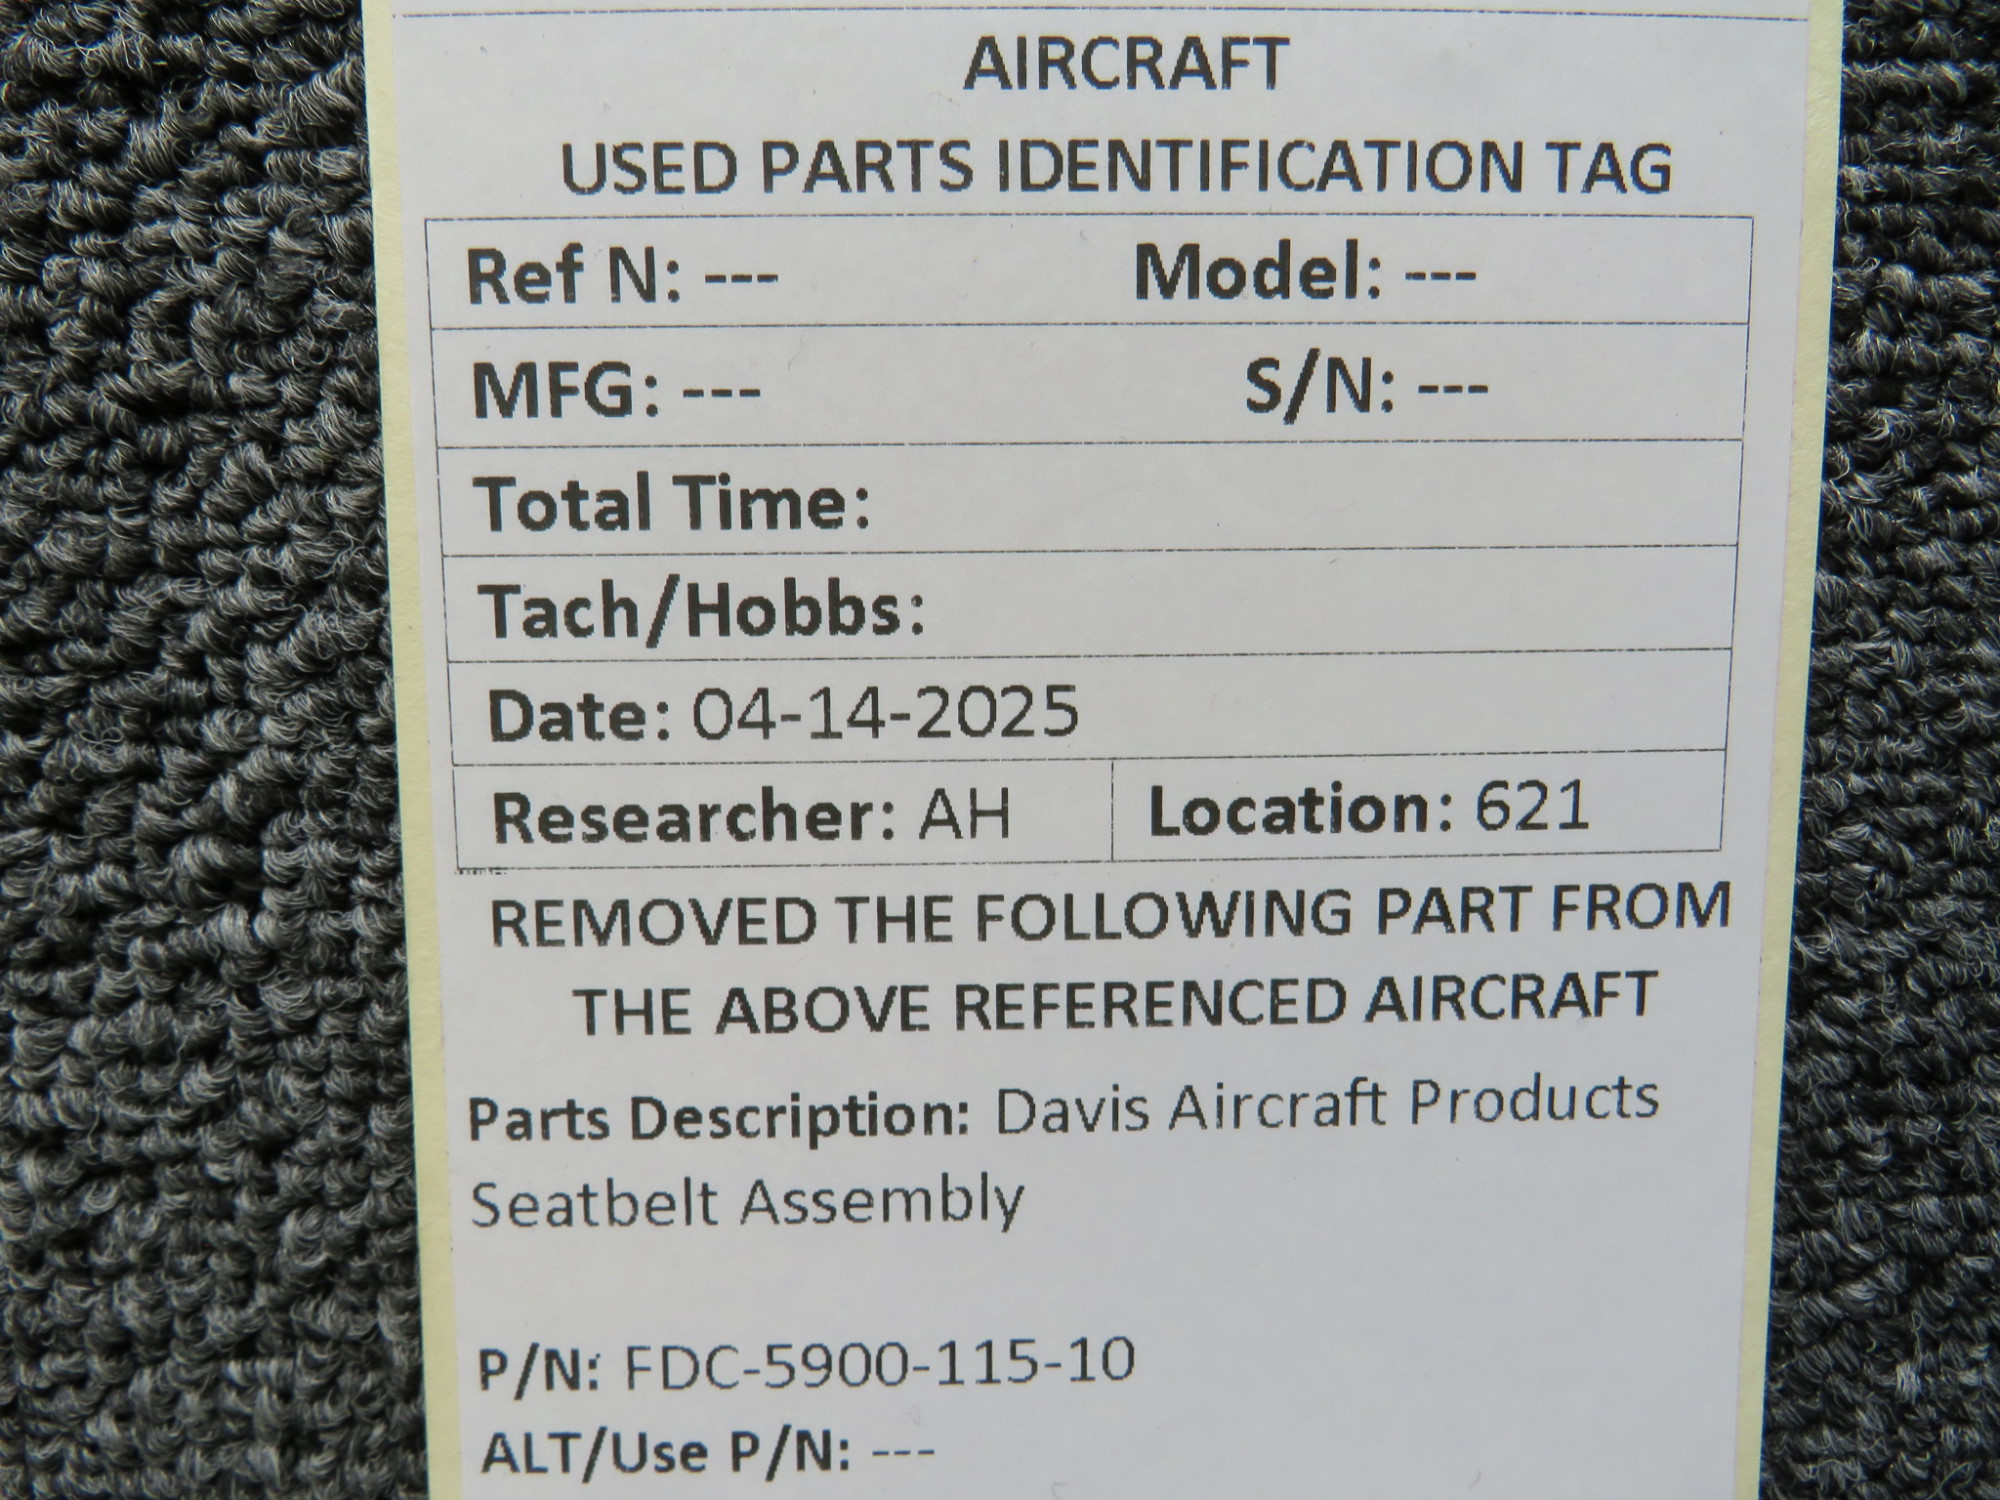 AIRCRAFT
USED PARTS IDENTIFICATION TAG
Ref N: --- Model: ---
MFG: --- S/N: ---
Total Time:
Tach/Hobbs:
Date: 04-14-2025
Researcher: AH Location: 621
REMOVED THE FOLLOWING PART FROM
THE ABOVE REFERENCED AIRCRAFT
Parts Description: Davis Aircraft Products
Seatbelt Assembly
P/N: FDC-5900-115-10
ALT/Use P/N: ---